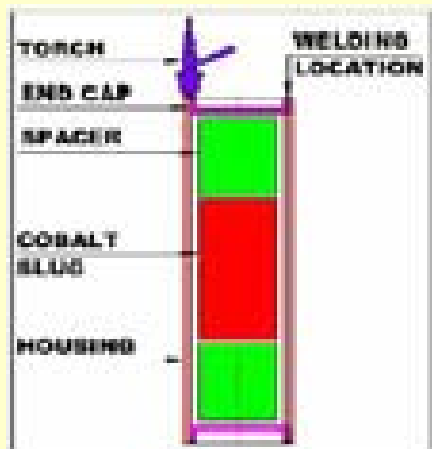 TORCH
WELDING
LOCATION
END CAP
SPACER
COBALT
SLUG
HOUSING